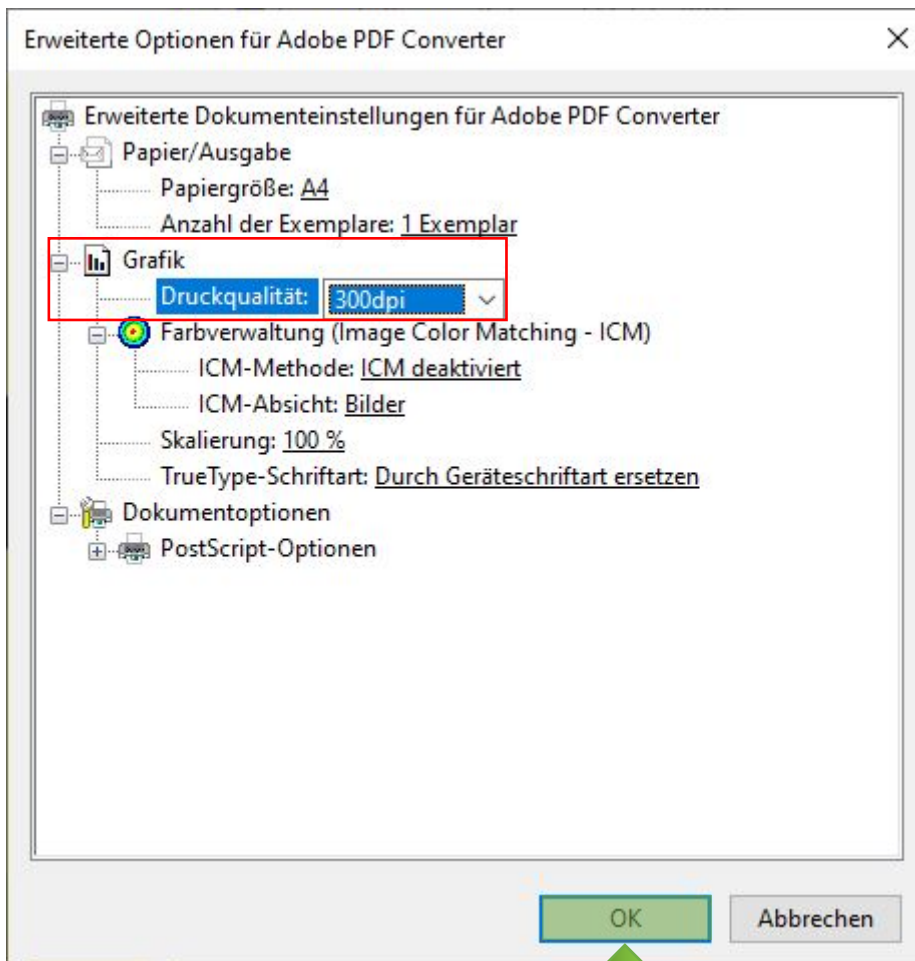 Erweiterte Optionen für Adobe PDF Converter
Erweiterte Dokumenteinstellungen für Adobe PDF Converter
Papier/Ausgabe
Papiergröße: A4
Anzahl der Exemplare: 1 Exemplar
Grafik
Druckqualität: 300dpi
Farbverwaltung (Image Color Matching - ICM)
ICM-Methode: ICM deaktiviert
ICM-Absicht: Bilder
Skalierung: 100 %
TrueType-Schriftart: Durch Geräteschriftart ersetzen
Dokumentoptionen
PostScript-Optionen
OK Abbrechen